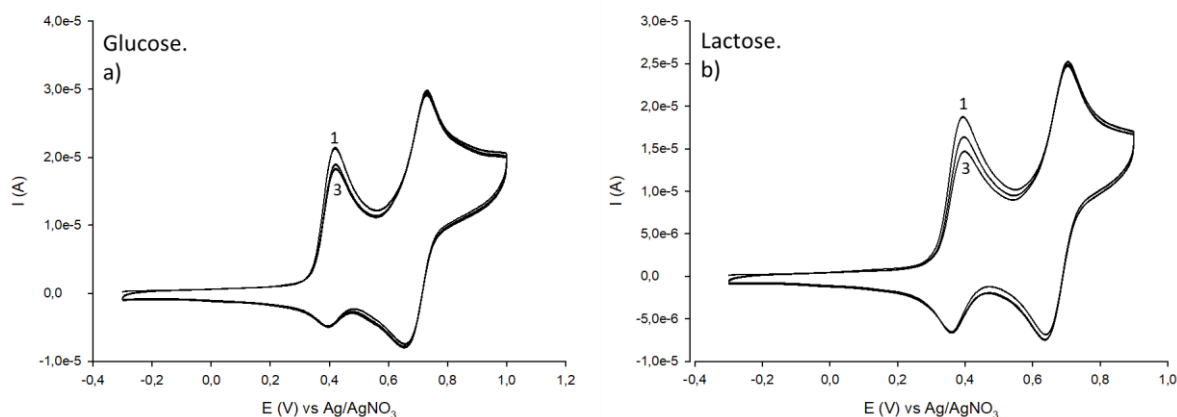 Glucose.
a)
1
3
4,0e-5
3,0e-5
2,0e-5
1,0e-5
0,0
-1,0e-5
I (A)
-0,4 -0,2 0,0 0,2 0,4 0,6 0,8 1,0 1,2
E (V) vs Ag/AgNO₃
Lactose.
b)
1
3
3,0e-5
2,5e-5
2,0e-5
1,5e-5
1,0e-5
5,0e-6
0,0
-5,0e-6
-1,0e-5
I (A)
-0,4 -0,2 0,0 0,2 0,4 0,6 0,8 1,0
E (V) vs Ag/AgNO₃